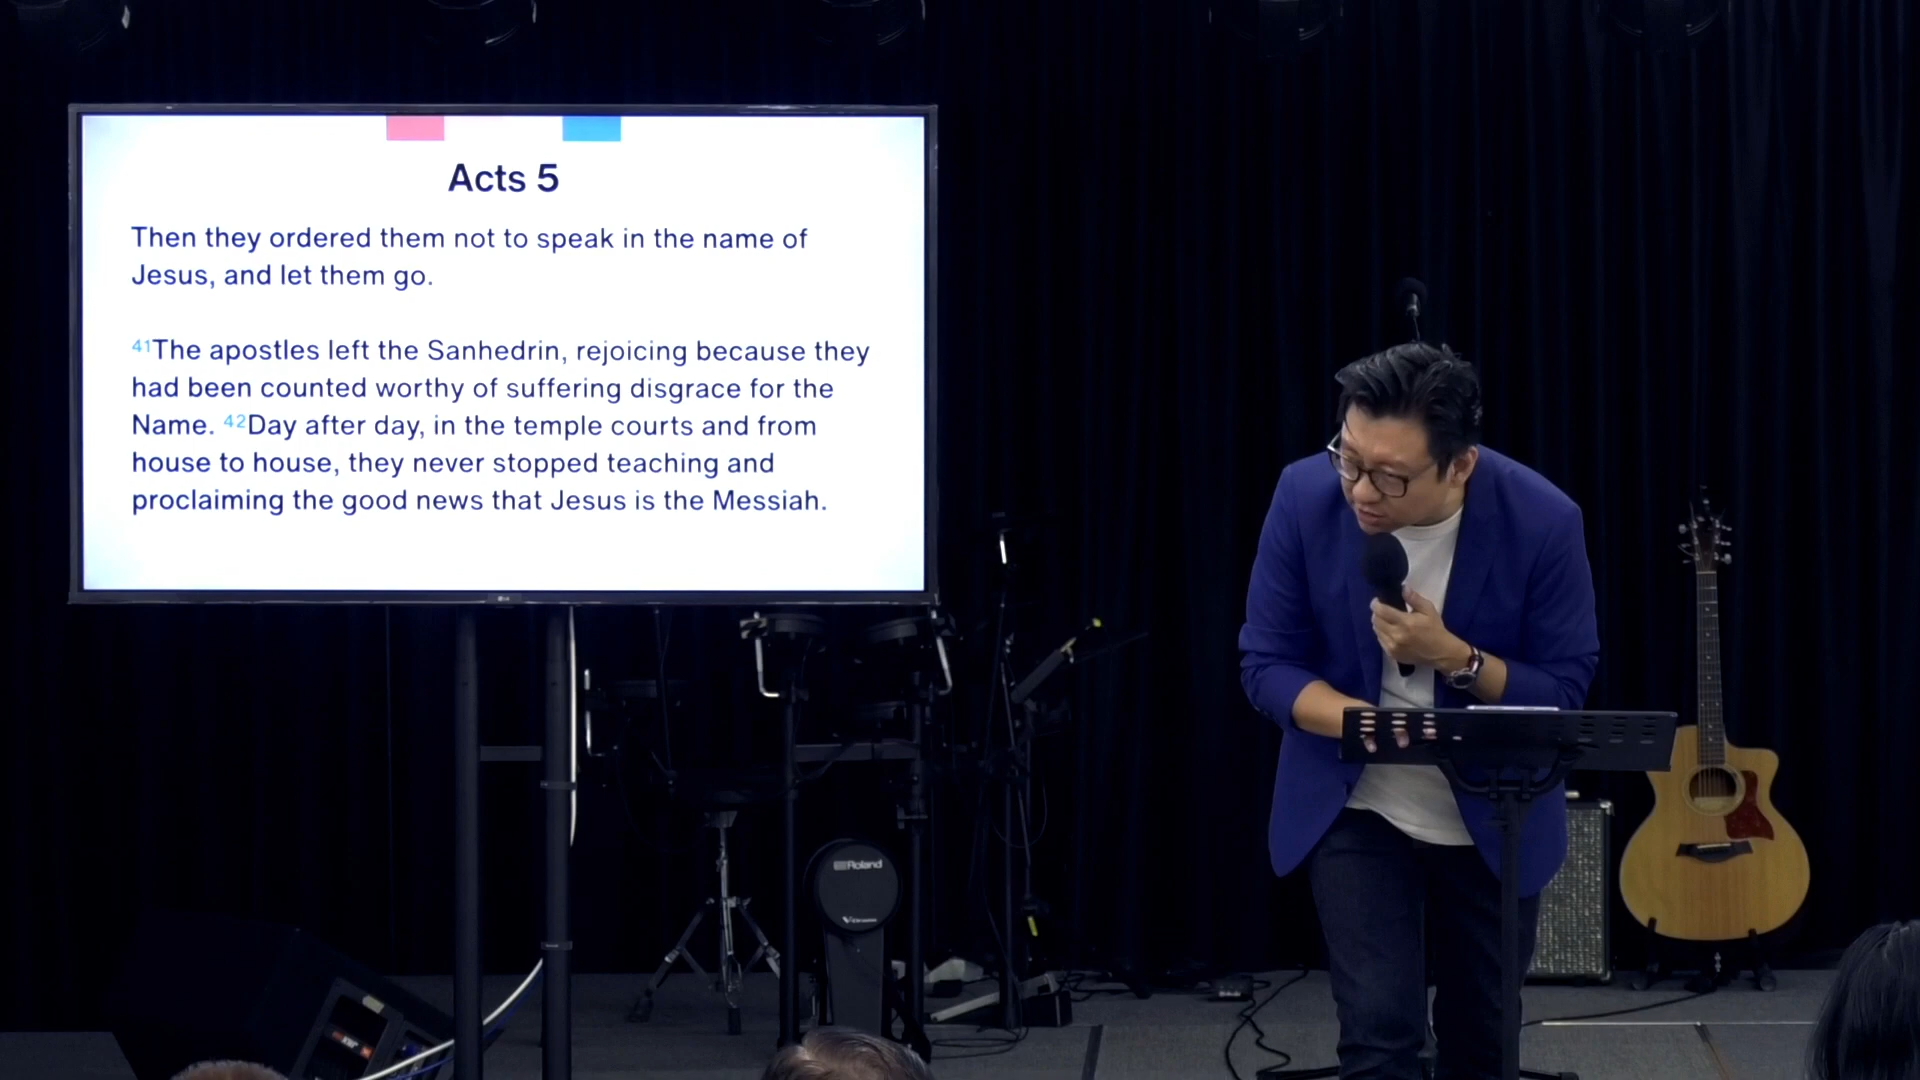 Acts 5
Then they ordered them not to speak in the name of
Jesus, and let them go.
41The apostles left the Sanhedrin, rejoicing because they
had been counted worthy of suffering disgrace for the
Name. 42Day after day, in the temple courts and from
house to house, they never stopped teaching and
proclaiming the good news that Jesus is the Messiah.
LG
Roland
V-Drums